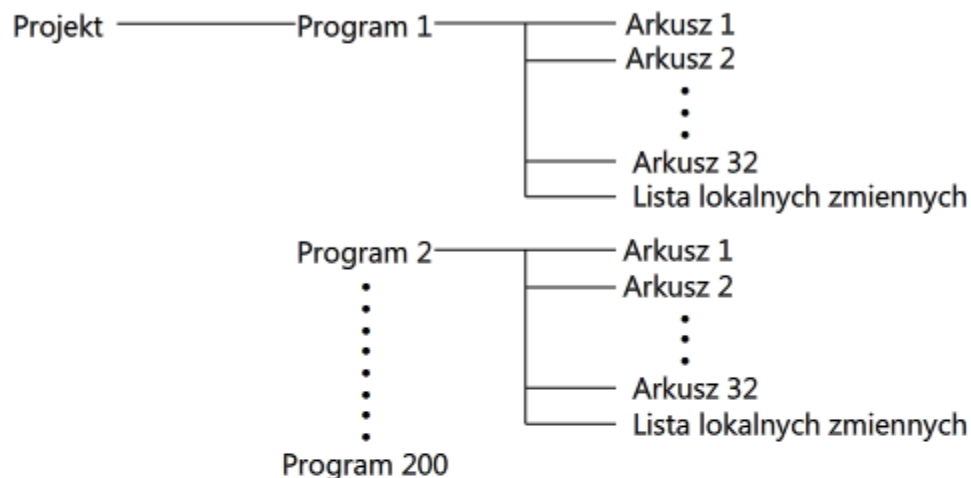 Projekt Program 1 Arkusz 1
Arkusz 2
Arkusz 32
Lista lokalnych zmiennych
Program 2 Arkusz 1
Arkusz 2
Arkusz 32
Lista lokalnych zmiennych
Program 200